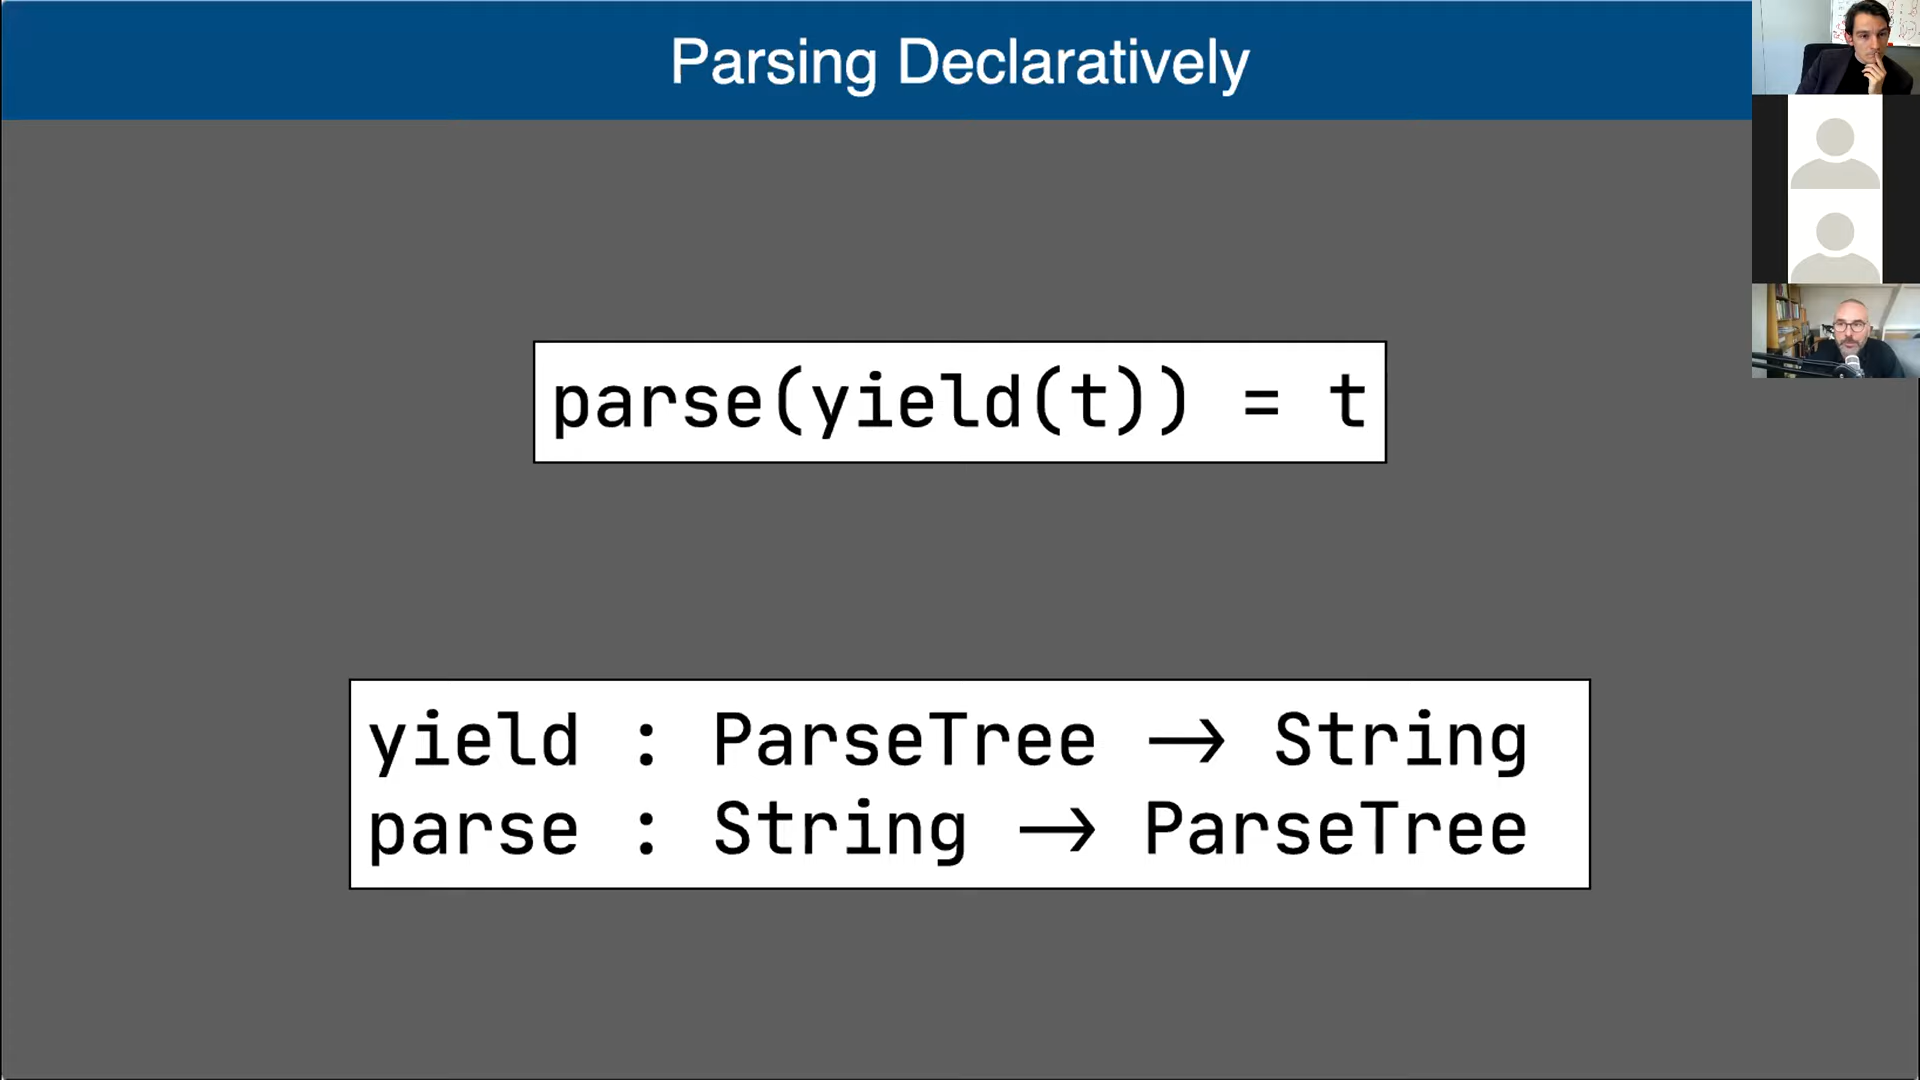 Parsing Declaratively
parse(yield(t)) = t
yield : ParseTree → String
parse : String → ParseTree